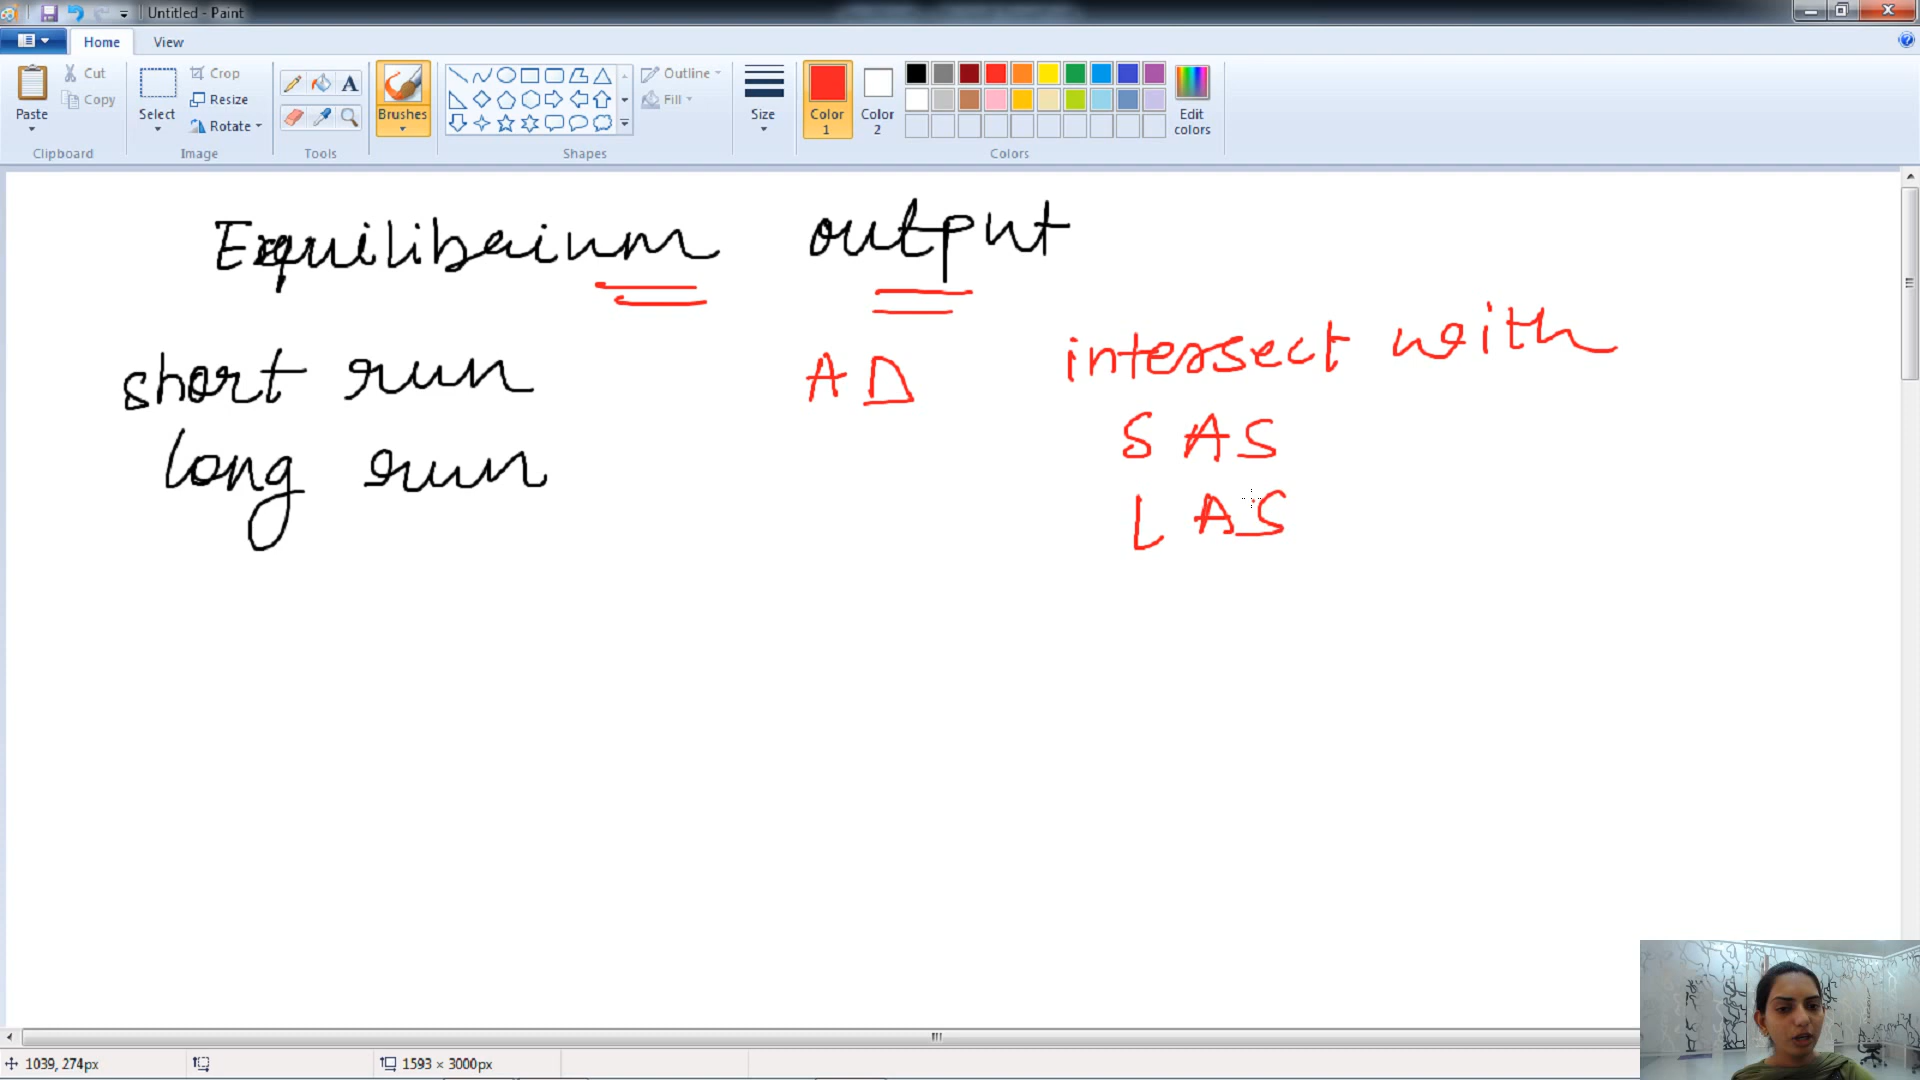 Untitled - Paint
Home View
Paste Cut Copy Clipboard
Select Crop Resize Rotate Image
Tools
Brushes
Outline Fill Shapes
Size
Color 1 Color 2
Edit colors
Colors
Equilibrium output
short run AD intersect with
long run SAS
LAS
1039, 274px 1593 × 3000px